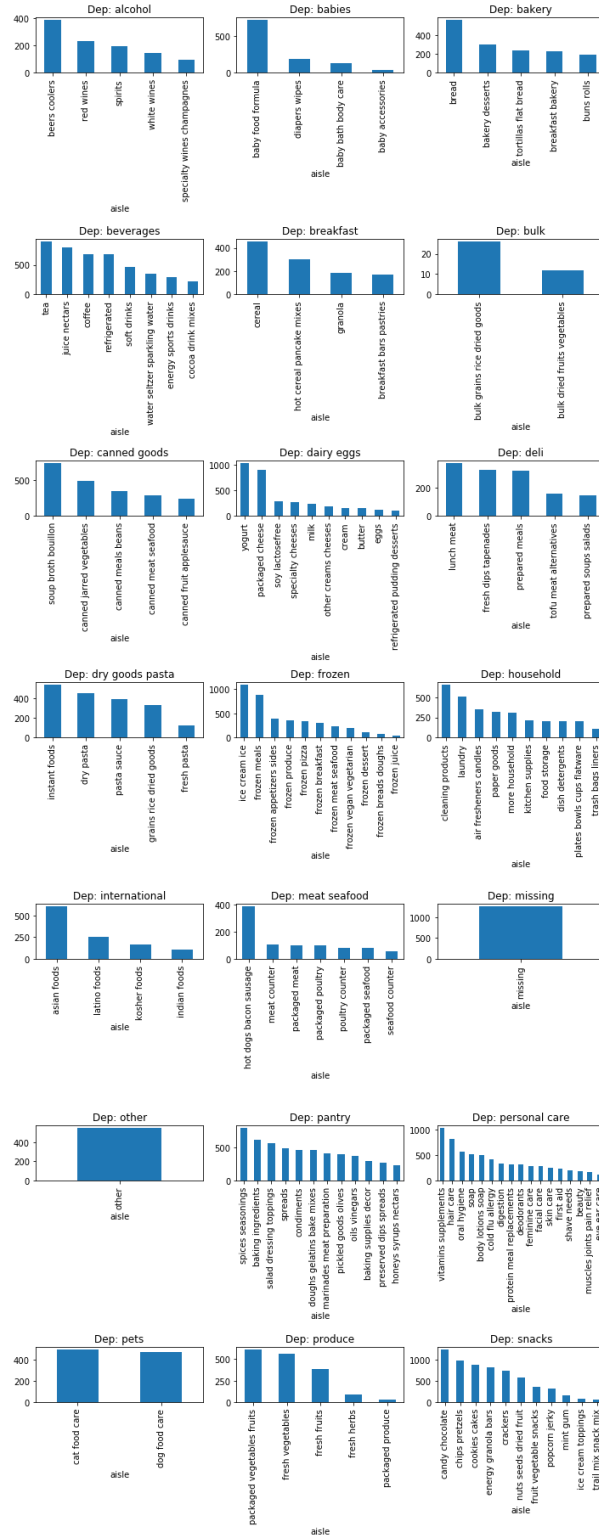 Dep: alcohol
400
300
200
100
0
beers coolers
red wines
spirits
white wines
specialty wines champagnes
aisle
Dep: babies
500
0
baby food formula
diapers wipes
baby bath body care
baby accessories
aisle
Dep: bakery
400
200
0
bread
bakery desserts
tortillas flat bread
breakfast bakery
buns rolls
aisle
Dep: beverages
500
0
tea
juice nectars
coffee
refrigerated
soft drinks
water seltzer sparkling water
energy sports drinks
cocoa drink mixes
aisle
Dep: breakfast
400
200
0
cereal
hot cereal pancake mixes
granola
breakfast bars pastries
aisle
Dep: bulk
20
10
0
bulk grains rice dried goods
bulk dried fruits vegetables
aisle
Dep: canned goods
500
0
soup broth bouillon
canned jarred vegetables
canned meals beans
canned meat seafood
canned fruit applesauce
aisle
Dep: dairy eggs
1000
500
0
yogurt
packaged cheese
soy lactosefree
specialty cheeses
milk
other creams cheeses
cream
butter
eggs
refrigerated pudding desserts
aisle
Dep: deli
200
0
lunch meat
fresh dips tapenades
prepared meals
tofu meat alternatives
prepared soups salads
aisle
Dep: dry goods pasta
400
200
0
instant foods
dry pasta
pasta sauce
grains rice dried goods
fresh pasta
aisle
Dep: frozen
1000
500
0
ice cream ice
frozen meals
frozen appetizers sides
frozen produce
frozen pizza
frozen breakfast
frozen meat seafood
frozen vegan vegetarian
frozen dessert
frozen breads doughs
frozen juice
aisle
Dep: household
500
250
0
cleaning products
laundry
air fresheners candles
paper goods
more household
kitchen supplies
food storage
dish detergents
plates bowls cups flatware
trash bags liners
aisle
Dep: international
500
250
0
asian foods
latino foods
kosher foods
indian foods
aisle
Dep: meat seafood
400
200
0
hot dogs bacon sausage
meat counter
packaged meat
packaged poultry
poultry counter
packaged seafood
seafood counter
aisle
Dep: missing
1000
500
0
missing
aisle
Dep: other
400
200
0
other
aisle
Dep: pantry
500
0
spices seasonings
baking ingredients
salad dressing toppings
spreads
condiments
doughs gelatins bake mixes
marinades meat preparation
pickled goods olives
oils vinegars
baking supplies decor
preserved dips spreads
honeys syrups nectars
aisle
Dep: personal care
1000
500
0
vitamins supplements
hair care
oral hygiene
soap
body lotions soap
cold flu allergy
digestion
protein meal replacements
deodorants
feminine care
facial care
skin care
first aid
shave needs
beauty
muscles joints pain relief
eye ear care
aisle
Dep: pets
400
200
0
cat food care
dog food care
aisle
Dep: produce
500
250
0
packaged vegetables fruits
fresh vegetables
fresh fruits
fresh herbs
packaged produce
aisle
Dep: snacks
1000
500
0
candy chocolate
chips pretzels
cookies cakes
energy granola bars
crackers
nuts seeds dried fruit
fruit vegetable snacks
popcorn jerky
mint gum
ice cream toppings
trail mix snack mix
aisle